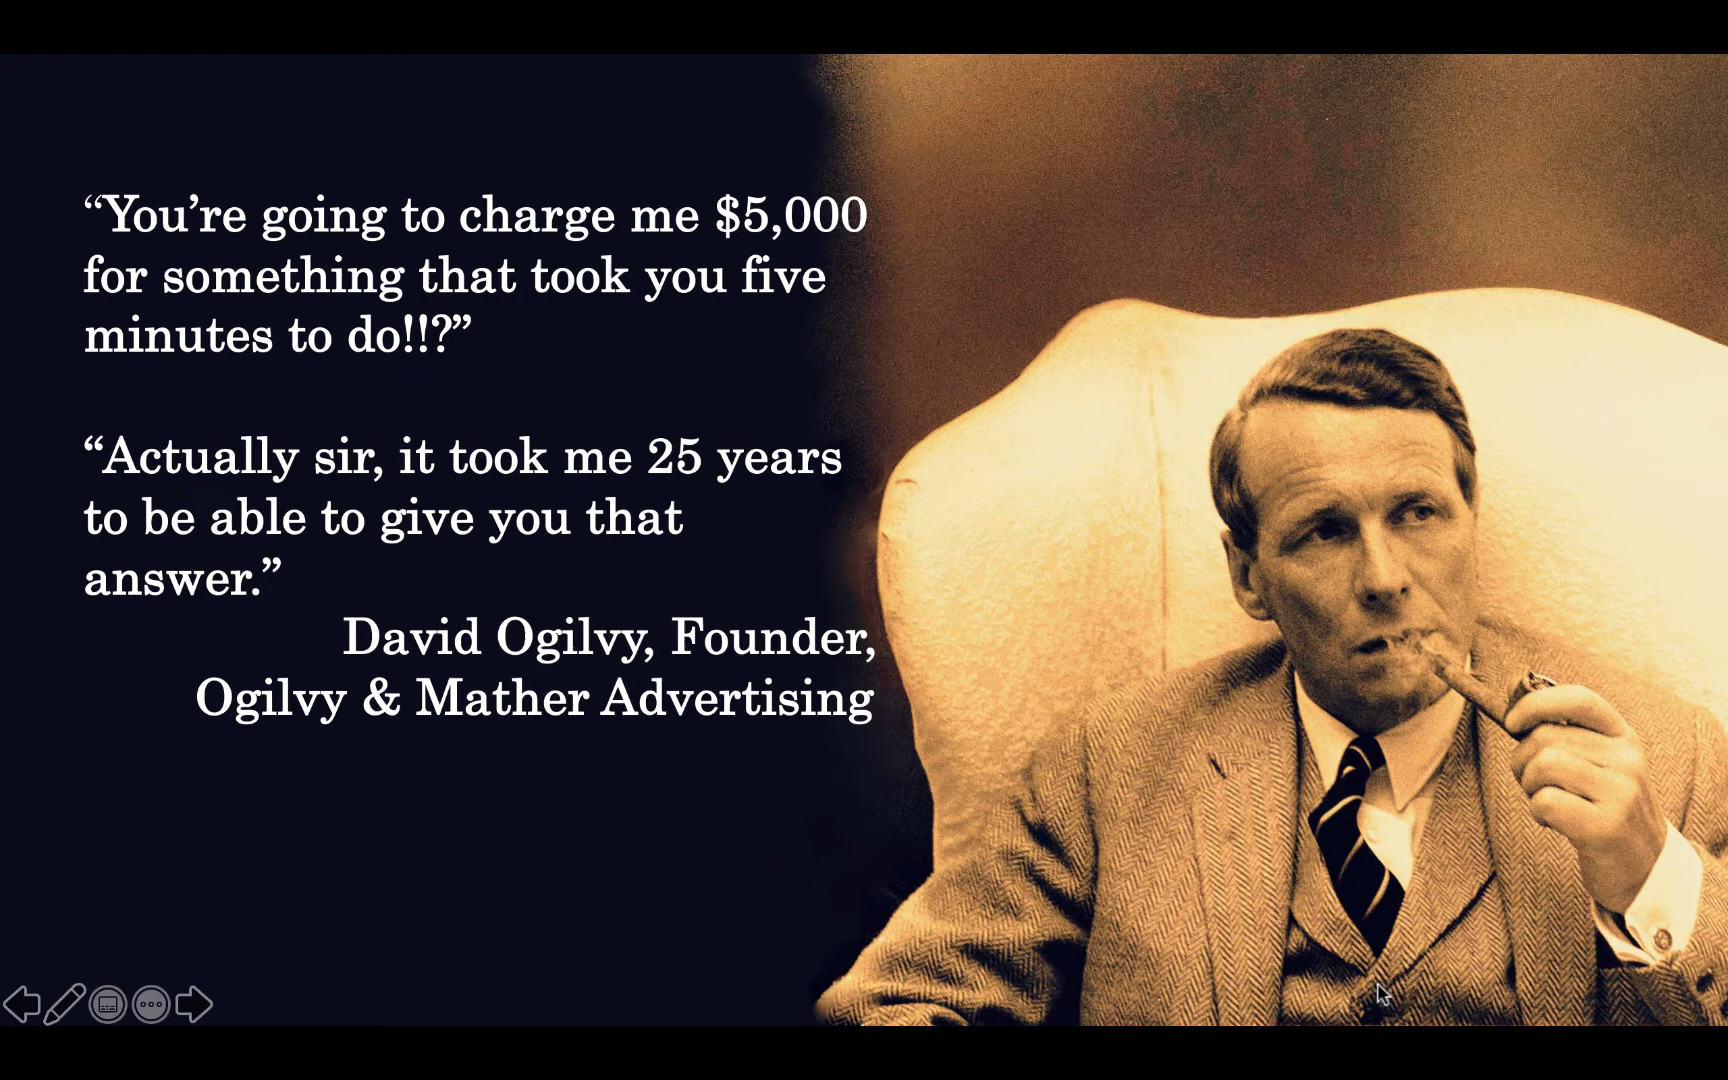 “You’re going to charge me $5,000
for something that took you five
minutes to do!!?”
“Actually sir, it took me 25 years
to be able to give you that
answer.”
David Ogilvy, Founder,
Ogilvy & Mather Advertising